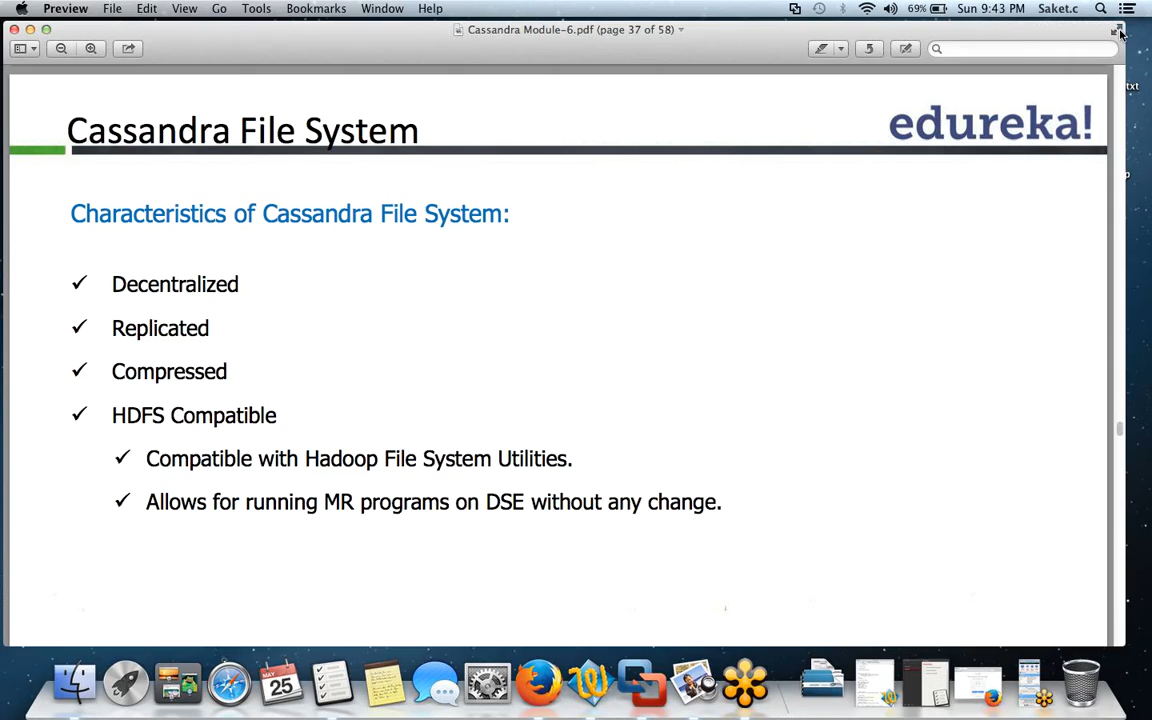 Preview File Edit View Go Tools Bookmarks Window Help 69% Sun 9:43 PM Saket.c
Cassandra Module-6.pdf (page 37 of 58)
txt
p
Cassandra File System
edureka!
Characteristics of Cassandra File System:
✓ Decentralized
✓ Replicated
✓ Compressed
✓ HDFS Compatible
✓ Compatible with Hadoop File System Utilities.
✓ Allows for running MR programs on DSE without any change.
25